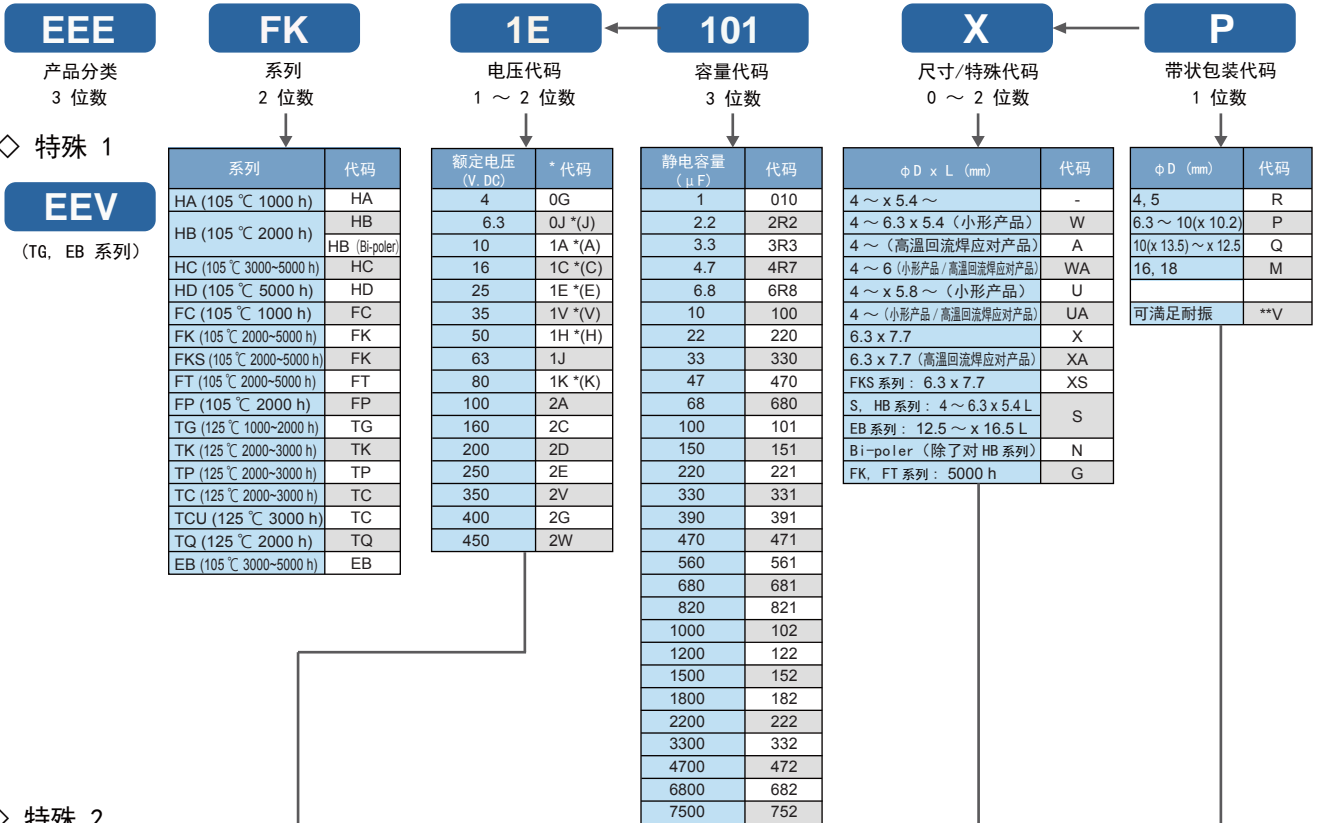 EEE FK 1E 101 X P
产品分类 系列 电压代码 容量代码 尺寸/特殊代码 带状包装代码
3 位数 2 位数 1 ～ 2 位数 3 位数 0 ～ 2 位数 1 位数
◇ 特殊 1
EEV
(TG, EB 系列)
系列 代码
HA (105 ℃ 1000 h) HA
HB (105 ℃ 2000 h) HB
HB (Bi-poler)
HC (105 ℃ 3000~5000 h) HC
HD (105 ℃ 5000 h) HD
FC (105 ℃ 1000 h) FC
FK (105 ℃ 2000~5000 h) FK
FKS (105 ℃ 2000~5000 h) FK
FT (105 ℃ 2000~5000 h) FT
FP (105 ℃ 2000 h) FP
TG (125 ℃ 1000~2000 h) TG
TK (125 ℃ 2000~3000 h) TK
TP (125 ℃ 2000~3000 h) TP
TC (125 ℃ 2000~3000 h) TC
TCU (125 ℃ 3000 h) TC
TQ (125 ℃ 2000 h) TQ
EB (105 ℃ 3000~5000 h) EB
额定电压 (V. DC) * 代码
4 0G
6.3 0J *(J)
10 1A *(A)
16 1C *(C)
25 1E *(E)
35 1V *(V)
50 1H *(H)
63 1J
80 1K *(K)
100 2A
160 2C
200 2D
250 2E
350 2V
400 2G
450 2W
静电容量 (μF) 代码
1 010
2.2 2R2
3.3 3R3
4.7 4R7
6.8 6R8
10 100
22 220
33 330
47 470
68 680
100 101
150 151
220 221
330 331
390 391
470 471
560 561
680 681
820 821
1000 102
1200 122
1500 152
1800 182
2200 222
3300 332
4700 472
6800 682
7500 752
φD x L (mm) 代码
4 ～ x 5.4 ～ -
4 ～ 6.3 x 5.4 (小形产品) W
4 ～ (高溫回流焊应对产品) A
4 ～ 6 (小形产品 / 高溫回流焊应对产品) WA
4 ～ x 5.8 ～ (小形产品) U
4 ～ (小形产品 / 高溫回流焊应对产品) UA
6.3 x 7.7 X
6.3 x 7.7 (高溫回流焊应对产品) XA
FKS 系列 : 6.3 x 7.7 XS
S, HB 系列 : 4 ～ 6.3 x 5.4 L S
EB 系列 : 12.5 ～ x 16.5 L
Bi-poler (除了对 HB 系列) N
FK, FT 系列 : 5000 h G
φD (mm) 代码
4, 5 R
6.3 ～ 10(x 10.2) P
10(x 13.5) ～ x 12.5 Q
16, 18 M
可满足耐振 **V
◇ 特殊 2